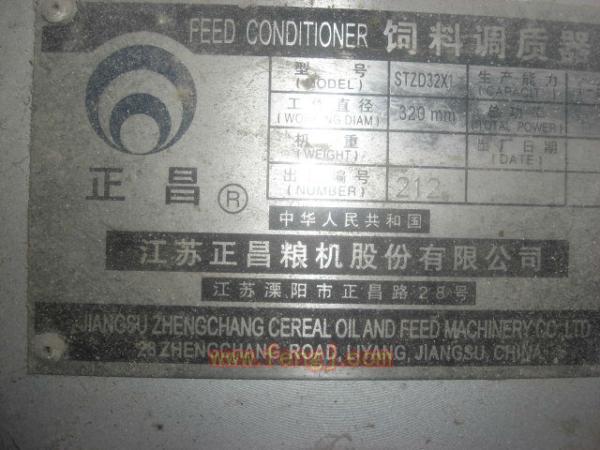 FEED CONDITIONER 饲料调质器
型号 STZD32X1 生产能力
(MODEL) (CAPACIT
工作直径 320mm 总功率
(WORKING DIAM) (TOTAL POWER)
机重 出厂日期
(WEIGHT) (DATE)
出厂编号 212
(NUMBER)
正昌 ®
中华人民共和国
江苏正昌粮机股份有限公司
江苏溧阳市正昌路28号
JIANGSU ZHENGCHANG CEREAL OIL AND FEED MACHINERY CO., LTD
28 ZHENGCHANG, ROAD, LIYANG, JIANGSU, CHINA